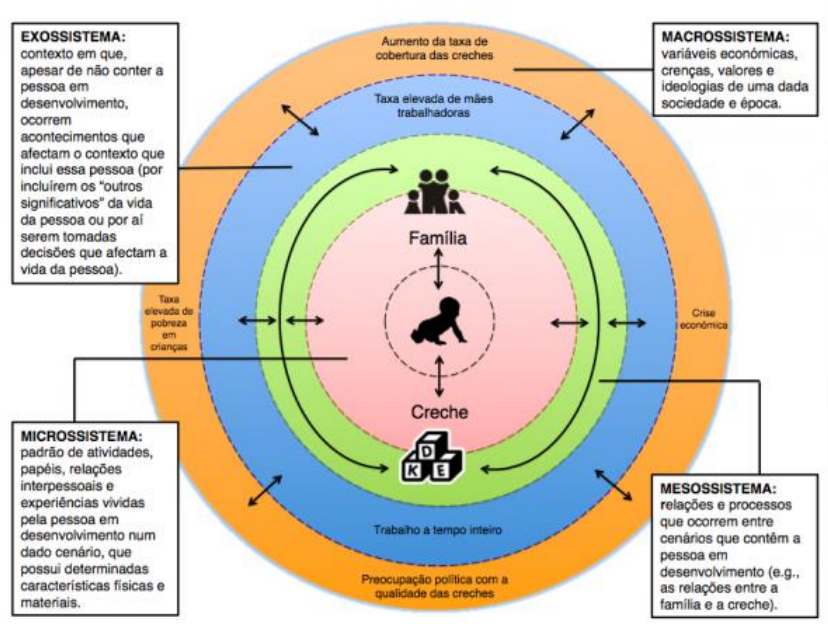 EXOSSISTEMA:
contexto em que,
apesar de não conter a
pessoa em
desenvolvimento,
ocorrem
acontecimentos que
afectam o contexto que
inclui essa pessoa (por
incluírem os "outros
significativos" da vida
da pessoa ou por aí
serem tomadas
decisões que afectam a
vida da pessoa).
MACROSSISTEMA:
variáveis económicas,
crenças, valores e
ideologias de uma dada
sociedade e época.
Aumento da taxa de
cobertura das creches
Taxa elevada de mães
trabalhadoras
Família
Taxa
elevada de
pobreza
em
crianças
Crise
económica
Creche
D
K E
Trabalho a tempo inteiro
Preocupação política com a
qualidade das creches
MICROSSISTEMA:
padrão de atividades,
papéis, relações
interpessoais e
experiências vividas
pela pessoa em
desenvolvimento num
dado cenário, que
possui determinadas
características físicas e
materiais.
MESOSSISTEMA:
relações e processos
que ocorrem entre
cenários que contêm a
pessoa em
desenvolvimento (e.g.,
as relações entre a
família e a creche).